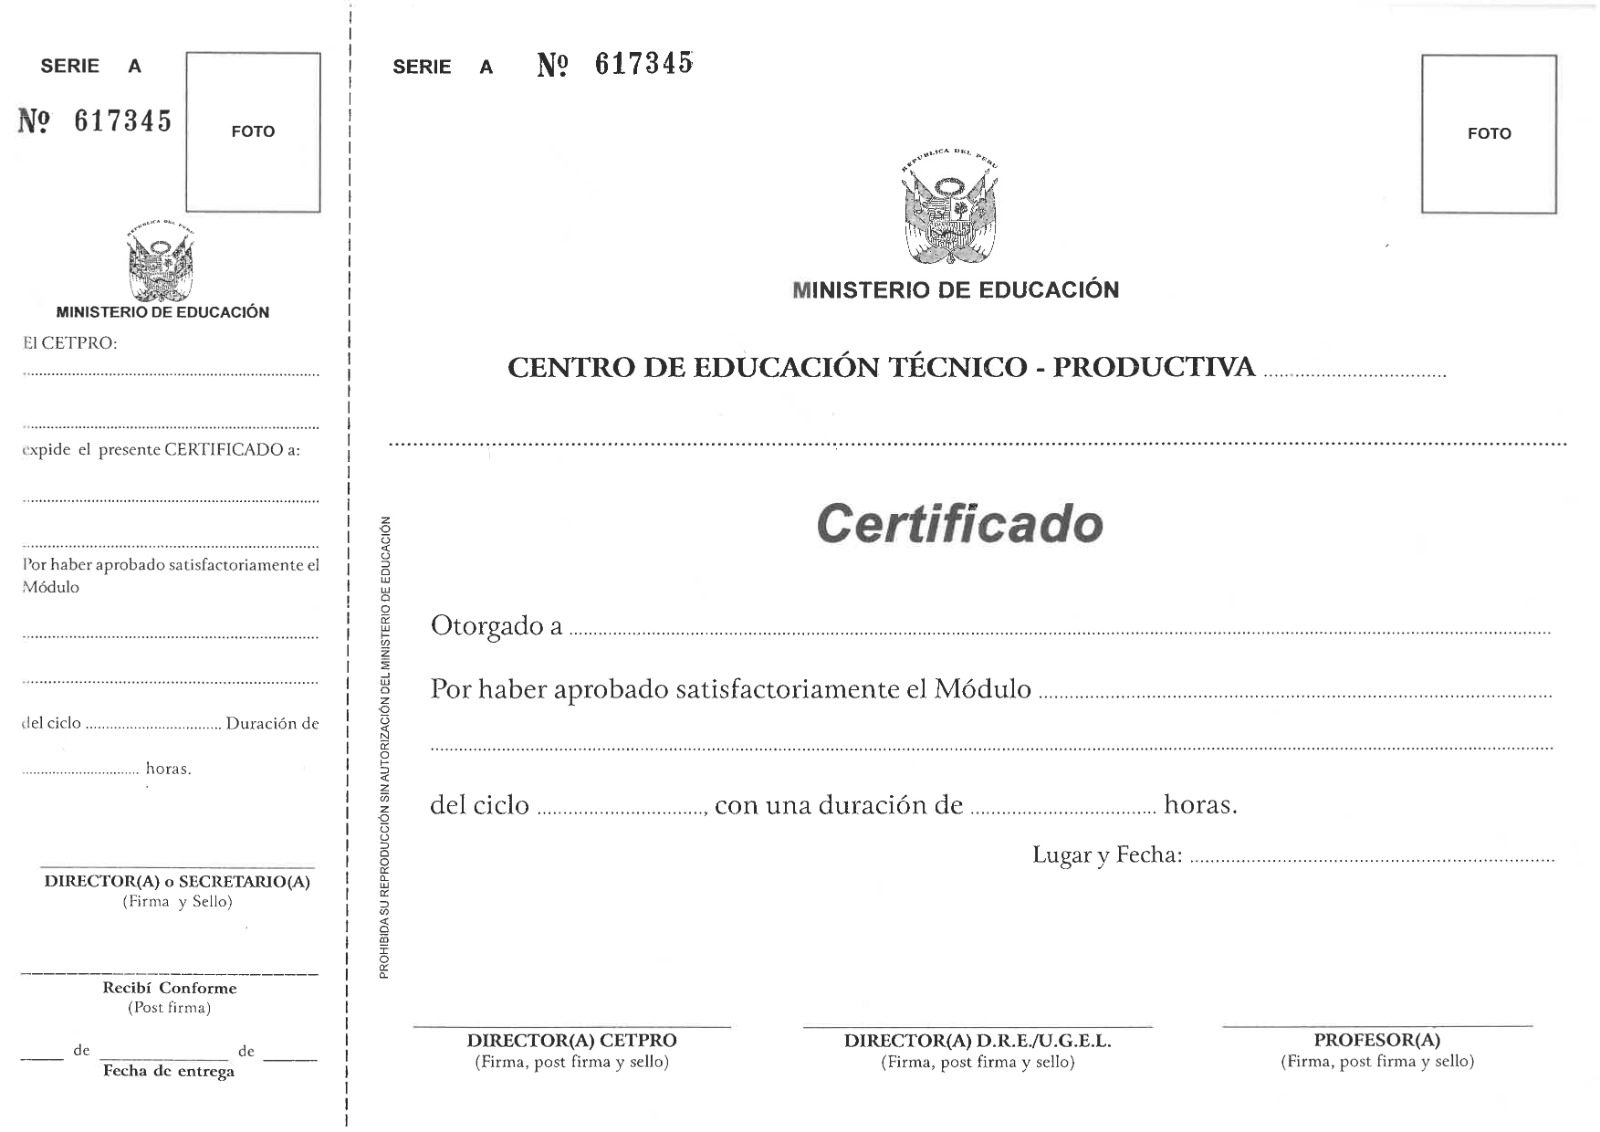 SERIE A
Nº 617345
FOTO
REPUBLICA DEL PERU
MINISTERIO DE EDUCACIÓN
El CETPRO:
expide el presente CERTIFICADO a:
Por haber aprobado satisfactoriamente el
Módulo
del ciclo .................................. Duración de
............................. horas.
DIRECTOR(A) o SECRETARIO(A)
(Firma y Sello)
Recibí Conforme
(Post firma)
_____ de _______________ de ______
Fecha de entrega
SERIE A Nº 617345
FOTO
REPUBLICA DEL PERU
MINISTERIO DE EDUCACIÓN
CENTRO DE EDUCACIÓN TÉCNICO - PRODUCTIVA ..................................
PROHIBIDA SU REPRODUCCIÓN SIN AUTORIZACIÓN DEL MINISTERIO DE EDUCACIÓN
Certificado
Otorgado a ..................................
Por haber aprobado satisfactoriamente el Módulo ..................................
del ciclo ..............................., con una duración de .................................. horas.
Lugar y Fecha: ..................................
DIRECTOR(A) CETPRO
(Firma, post firma y sello)
DIRECTOR(A) D.R.E./U.G.E.L.
(Firma, post firma y sello)
PROFESOR(A)
(Firma, post firma y sello)